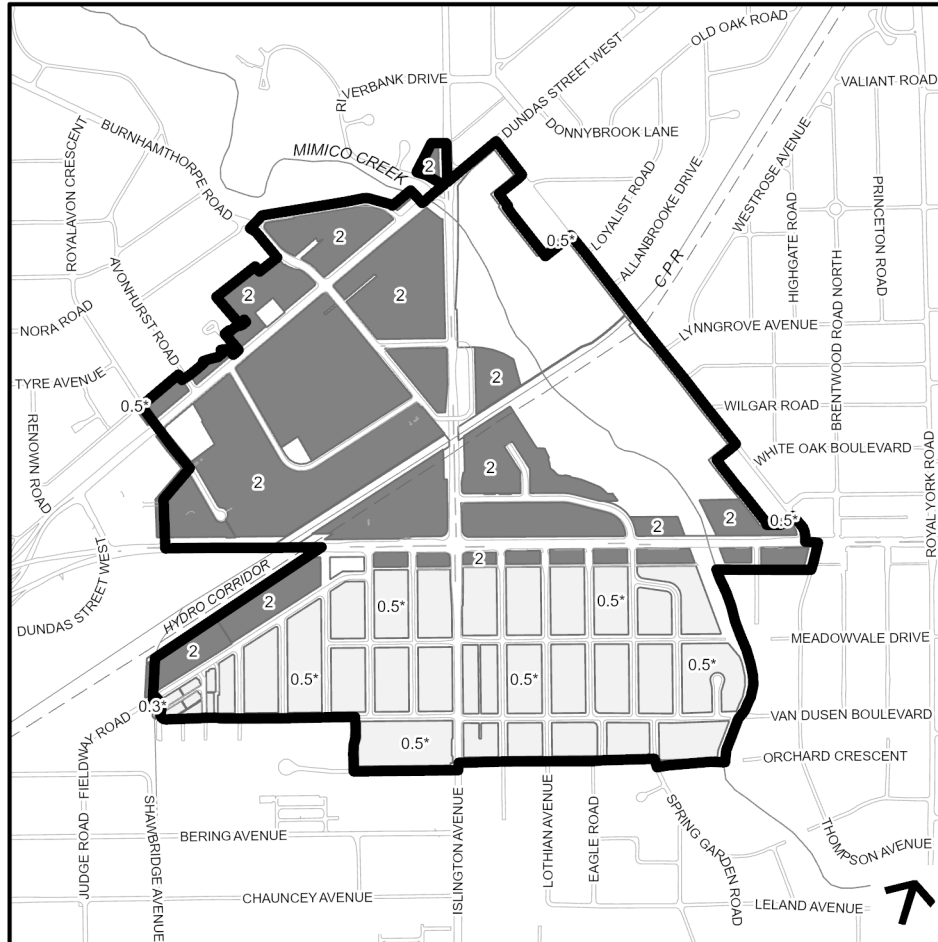 OLD OAK ROAD
DUNDAS STREET WEST
RIVERBANK DRIVE
VALIANT ROAD
DONNYBROOK LANE
BURNHAMTHORPE ROAD
MIMICO CREEK
2
ROYALAVON CRESCENT
LOYALIST ROAD
ALLANBROOKE DRIVE
WESTROSE AVENUE
HIGHGATE ROAD
PRINCETON ROAD
0.5*
2
CPR
AVONHURST ROAD
2
2
NORA ROAD
LYNNGROVE AVENUE
BRENTWOOD ROAD NORTH
TYRE AVENUE
2
0.5*
WILGAR ROAD
RENOWN ROAD
WHITE OAK BOULEVARD
2
2
ROYAL YORK ROAD
2
2
0.5*
2
DUNDAS STREET WEST
HYDRO CORRIDOR
2
0.5*
0.5*
MEADOWVALE DRIVE
2
0.5*
0.5*
0.5*
0.3*
VAN DUSEN BOULEVARD
FIELDWAY ROAD
0.5*
ORCHARD CRESCENT
JUDGE ROAD
SHAWBRIDGE AVENUE
BERING AVENUE
ISLINGTON AVENUE
LOTHIAN AVENUE
EAGLE ROAD
SPRING GARDEN ROAD
THOMPSON AVENUE
CHAUNCEY AVENUE
LELAND AVENUE